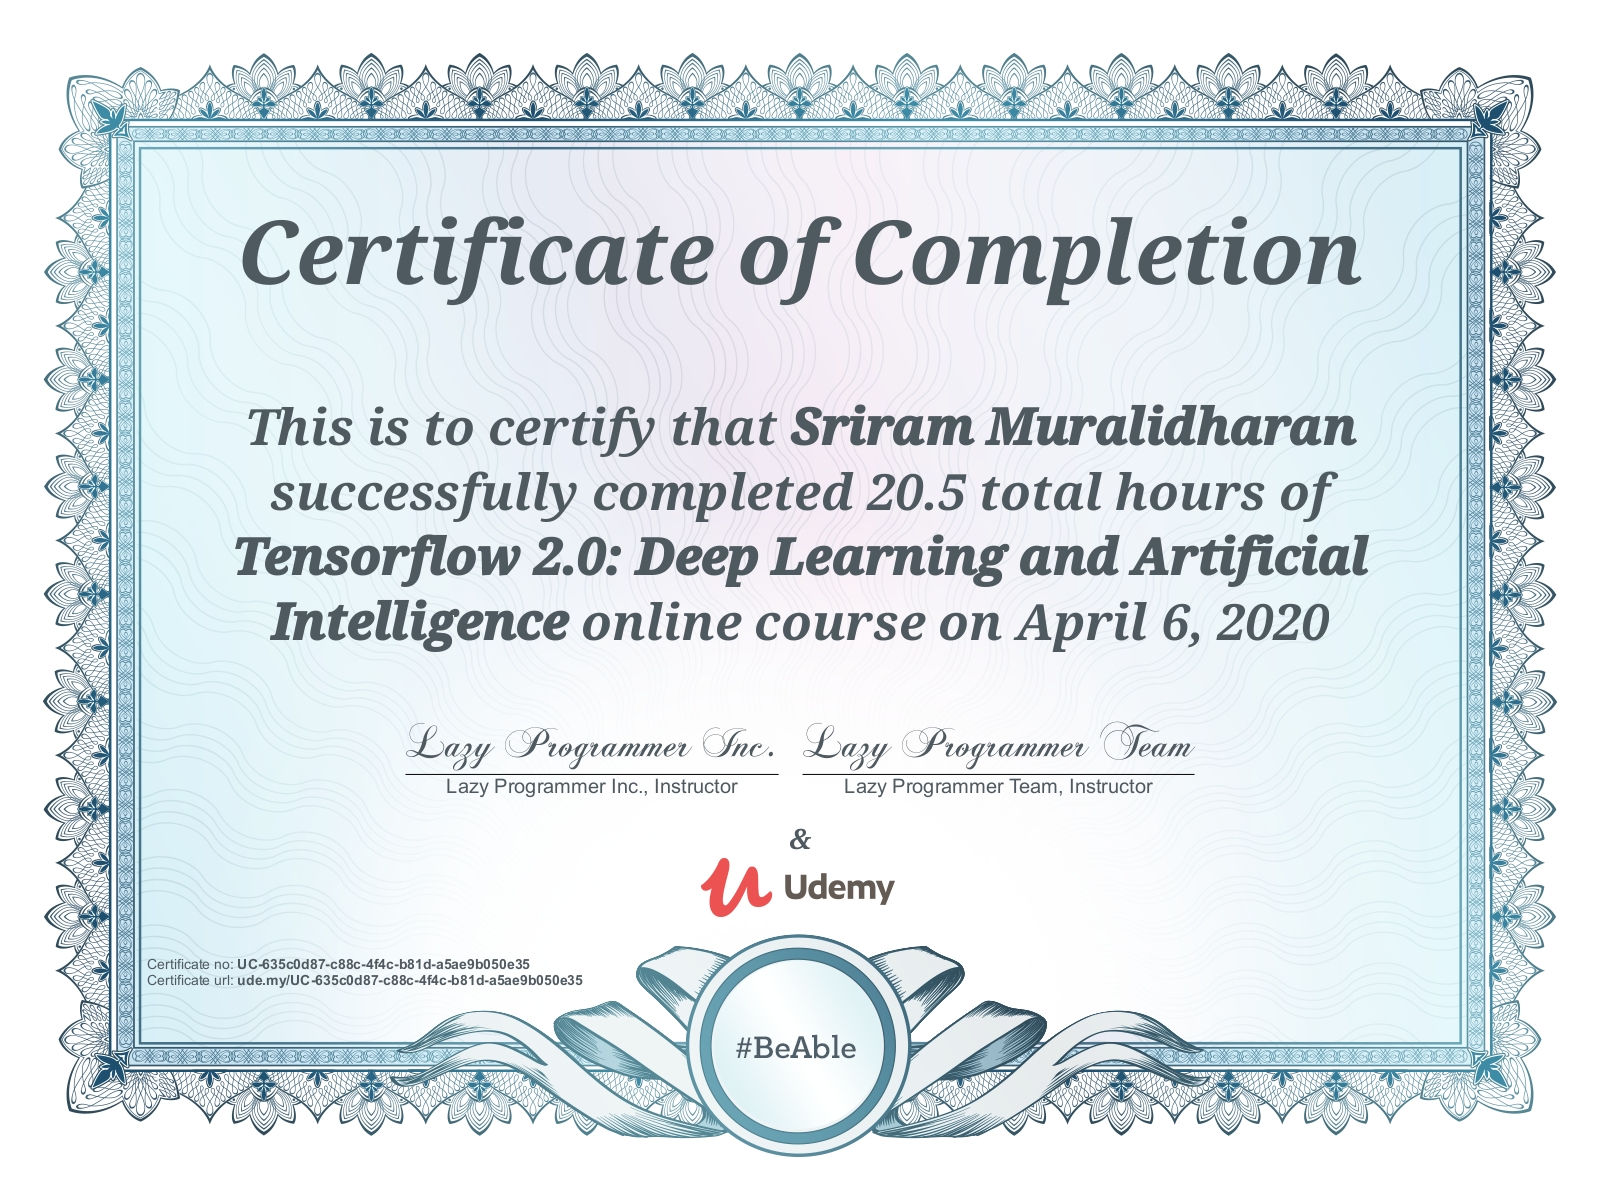 Certificate of Completion
This is to certify that Sriram Muralidharan
successfully completed 20.5 total hours of
Tensorflow 2.0: Deep Learning and Artificial
Intelligence online course on April 6, 2020
Lazy Programmer Inc. Lazy Programmer Team
Lazy Programmer Inc., Instructor Lazy Programmer Team, Instructor
&
Udemy
Certificate no: UC-635c0d87-c88c-4f4c-b81d-a5ae9b050e35
Certificate url: ude.my/UC-635c0d87-c88c-4f4c-b81d-a5ae9b050e35
#BeAble